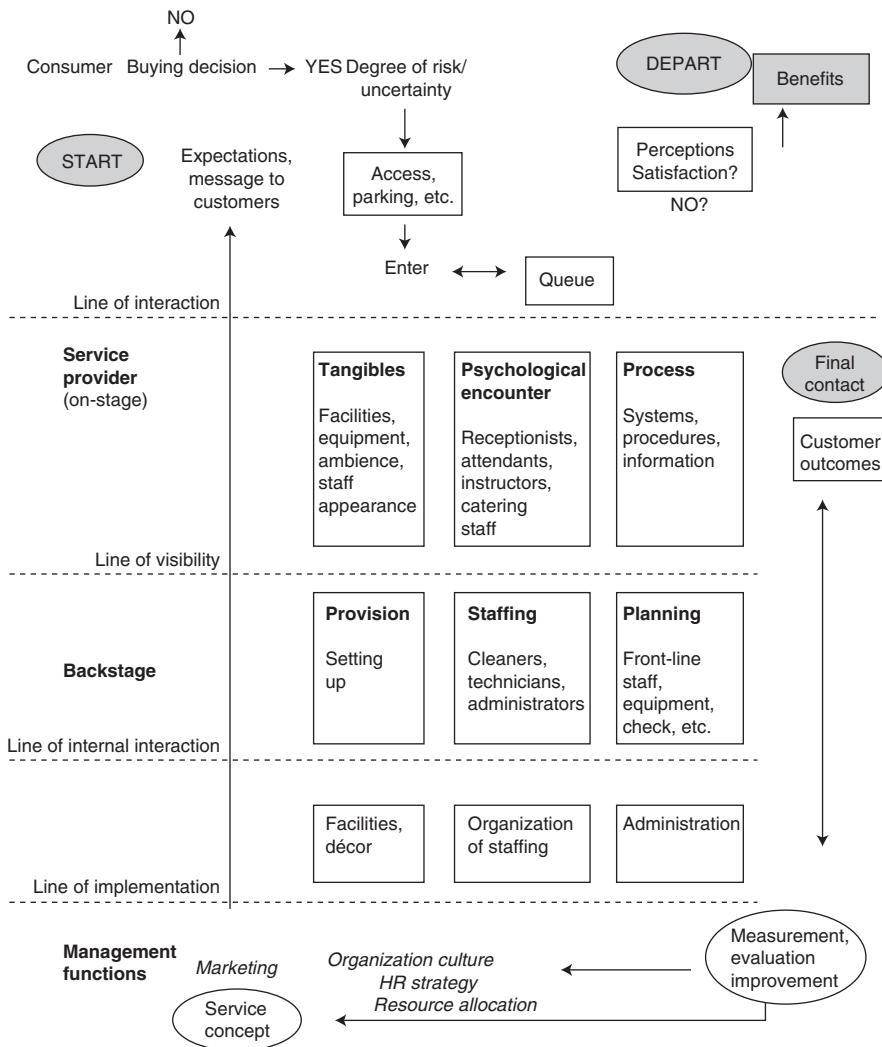 NO
Consumer Buying decision YES Degree of risk/
uncertainty
DEPART
Benefits
START
Expectations,
message to
customers
Access,
parking, etc.
Perceptions
Satisfaction?
NO?
Enter
Queue
Line of interaction
Service
provider
(on-stage)
Tangibles
Facilities,
equipment,
ambience,
staff
appearance
Psychological
encounter
Receptionists,
attendants,
instructors,
catering
staff
Process
Systems,
procedures,
information
Final
contact
Customer
outcomes
Line of visibility
Backstage
Provision
Setting
up
Staffing
Cleaners,
technicians,
administrators
Planning
Front-line
staff,
equipment,
check, etc.
Line of internal interaction
Facilities,
décor
Organization
of staffing
Administration
Line of implementation
Management
functions
Marketing
Organization culture
HR strategy
Resource allocation
Measurement,
evaluation
improvement
Service
concept